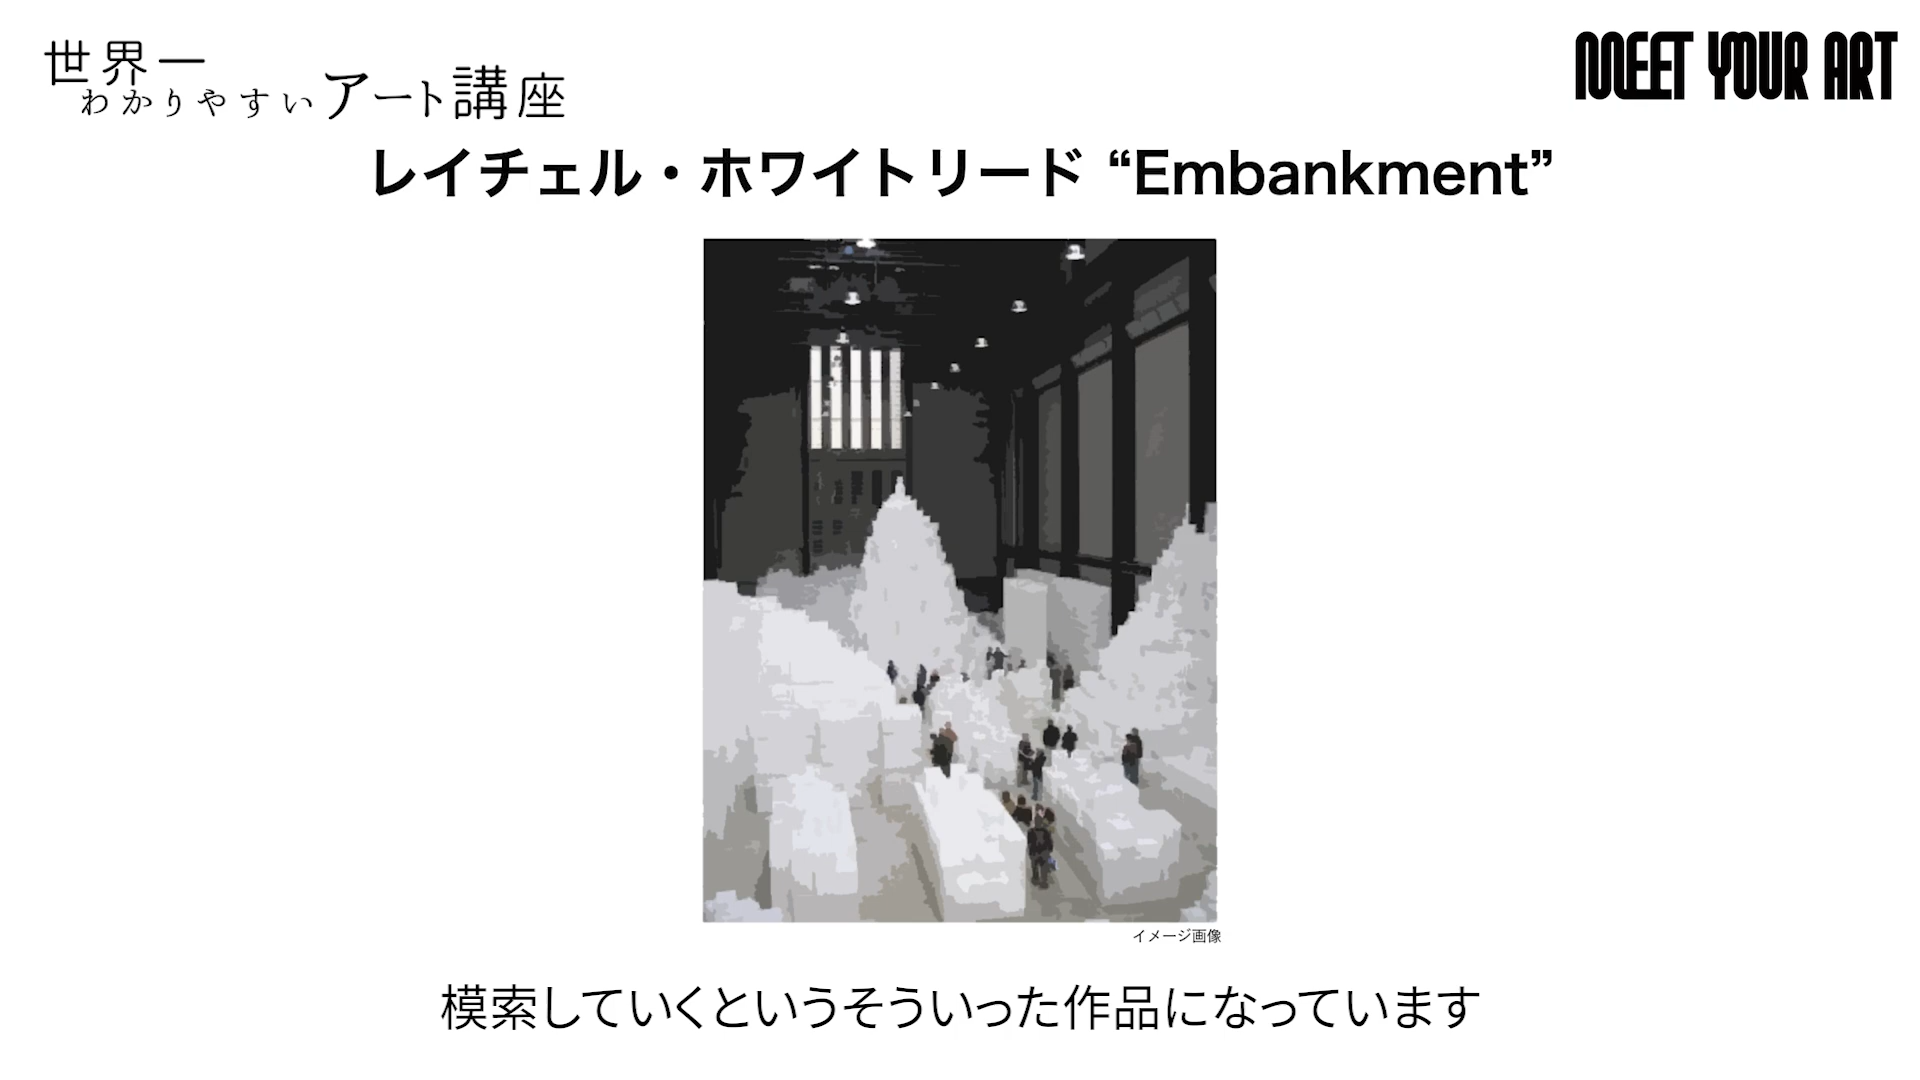 世界一
わかりやすいアート講座
MEET YOUR ART
レイチェル・ホワイトリード “Embankment”
イメージ画像
模索していくというそういった作品になっています